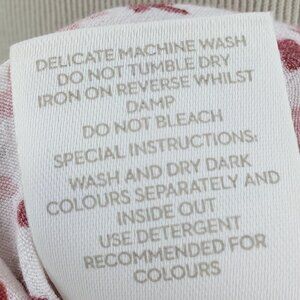 DELICATE MACHINE WASH
DO NOT TUMBLE DRY
IRON ON REVERSE WHILST
DAMP
DO NOT BLEACH
SPECIAL INSTRUCTIONS:
WASH AND DRY DARK
COLOURS SEPARATELY AND
INSIDE OUT
USE DETERGENT
RECOMMENDED FOR
COLOURS